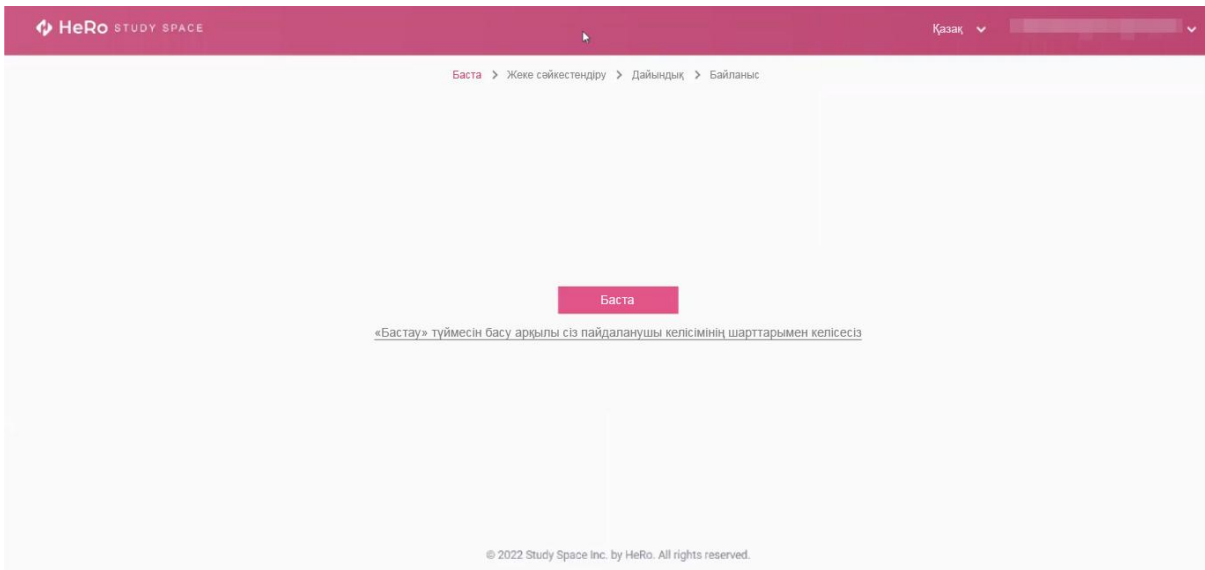 HeRo STUDY SPACE
Қазақ
Баста > Жеке сәйкестендіру > Дайындық > Байланыс
Баста
«Бастау» түймесін басу арқылы сіз пайдаланушы келісімінің шарттарымен келісесіз
© 2022 Study Space Inc. by HeRo. All rights reserved.